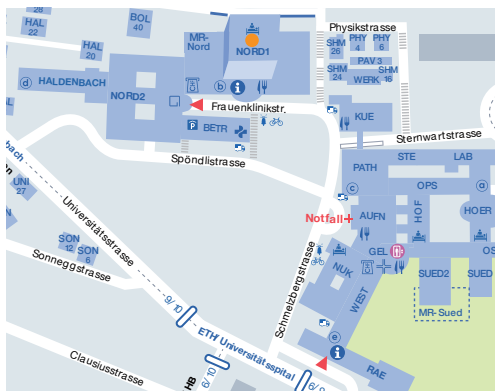 28
HAL
22
BOL
40
HAL
20
MR-
Nord
NORD1
Physikstrasse
SHM
26
PHY
4
PHY
6
PAV 3
SHM
24
WERK
SHM
16
d
HALDENBACH
NORD2
b
i
Frauenklinikstr.
KUE
P
BETR
Sternwartstrasse
Spöndlistrasse
STE
LAB
PATH
OPS
a
c
UNI
27
Notfall
AUFN
HOF
HOER
Universitätsstrasse
SON
12
SON
6
Sonneggstrasse
GEL
OS
NUK
WEST
SUED2
SUED
MR-Sued
Schmelzbergstrasse
9/10
ETH/Universitätsspital
e
i
RAE
Clausiusstrasse
HB
6/10